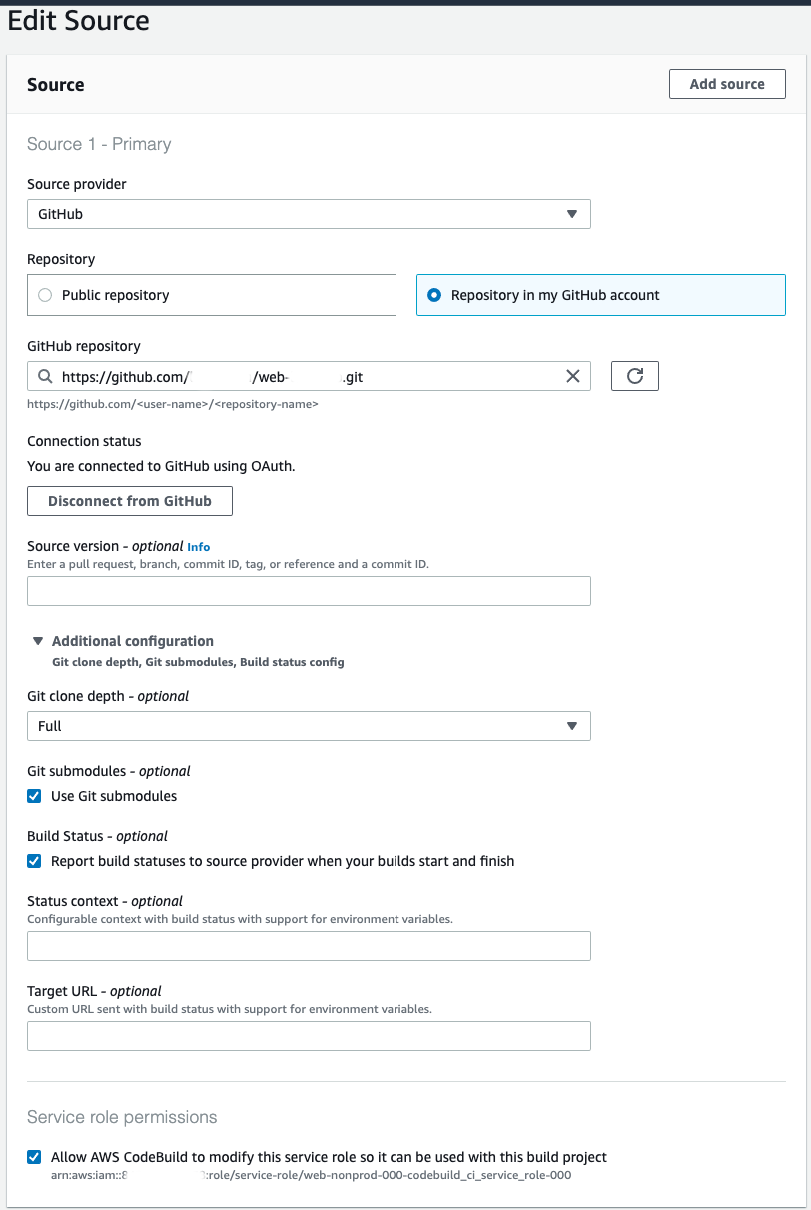 Edit Source
Source
Add source
Source 1 - Primary
Source provider
GitHub
Repository
Public repository
Repository in my GitHub account
GitHub repository
https://github.com/ /web- .git
https://github.com/<user-name>/<repository-name>
Connection status
You are connected to GitHub using OAuth.
Disconnect from GitHub
Source version - optional Info
Enter a pull request, branch, commit ID, tag, or reference and a commit ID.
Additional configuration
Git clone depth, Git submodules, Build status config
Git clone depth - optional
Full
Git submodules - optional
Use Git submodules
Build Status - optional
Report build statuses to source provider when your builds start and finish
Status context - optional
Configurable context with build status with support for environment variables.
Target URL - optional
Custom URL sent with build status with support for environment variables.
Service role permissions
Allow AWS CodeBuild to modify this service role so it can be used with this build project
arn:aws:iam:: :role/service-role/web-nonprod-000-codebuild_ci_service_role-000